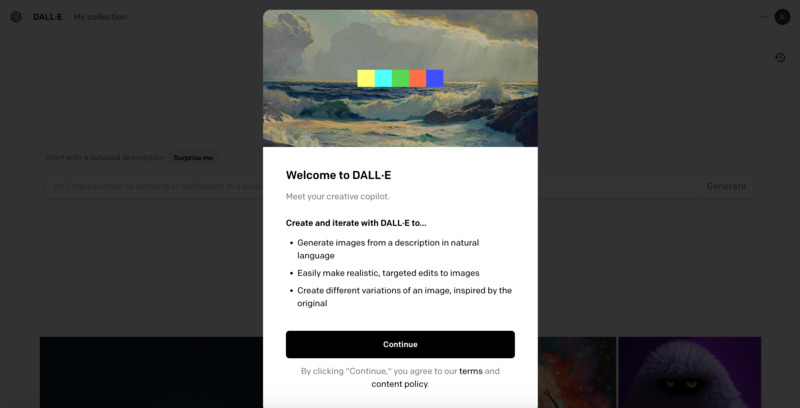 DALL·E My collection ··· K
Start with a detailed description Surprise me
An Impressionist oil painting of sunflowers in a purp
Generate
Welcome to DALL·E
Meet your creative copilot.
Create and iterate with DALL·E to...
• Generate images from a description in natural
language
• Easily make realistic, targeted edits to images
• Create different variations of an image, inspired by the
original
Continue
By clicking "Continue," you agree to our terms and
content policy.